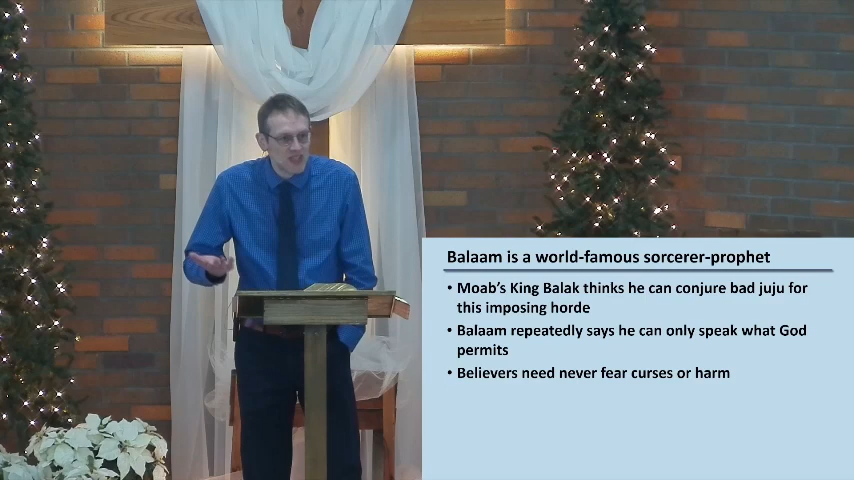 Balaam is a world-famous sorcerer-prophet
• Moab's King Balak thinks he can conjure bad juju for
this imposing horde
• Balaam repeatedly says he can only speak what God
permits
• Believers need never fear curses or harm